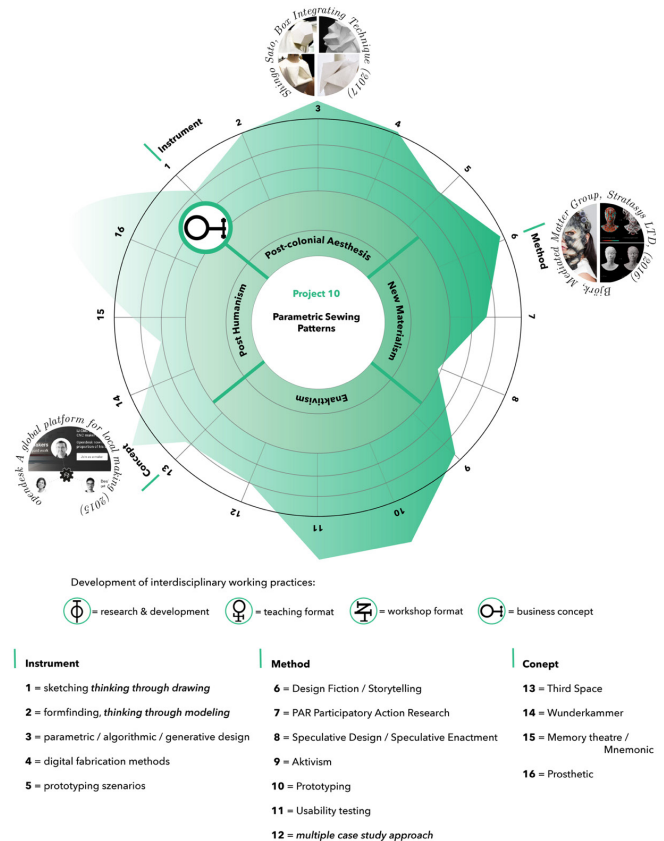 Shingo Sato, Box Integrating Technique (2017)
Instrument
1
2
3
4
5
6
7
8
9
10
11
12
13
14
15
16
Method
Björk, Mediated Matter Group, Stratasys LTD, (2016)
Post-colonial Aesthesis
New Materialism
Enaktivism
Post Humanism
Project 10
Parametric Sewing
Patterns
Concept
opendesk A global platform for local making (2015)
Development of interdisciplinary working practices:
= research & development
= teaching format
= workshop format
= business concept
Instrument
1 = sketching thinking through drawing
2 = formfinding, thinking through modeling
3 = parametric / algorithmic / generative design
4 = digital fabrication methods
5 = prototyping szenarios
Method
6 = Design Fiction / Storytelling
7 = PAR Participatory Action Research
8 = Speculative Design / Speculative Enactment
9 = Aktivism
10 = Prototyping
11 = Usability testing
12 = multiple case study approach
Conept
13 = Third Space
14 = Wunderkammer
15 = Memory theatre /
Mnemonic
16 = Prosthetic